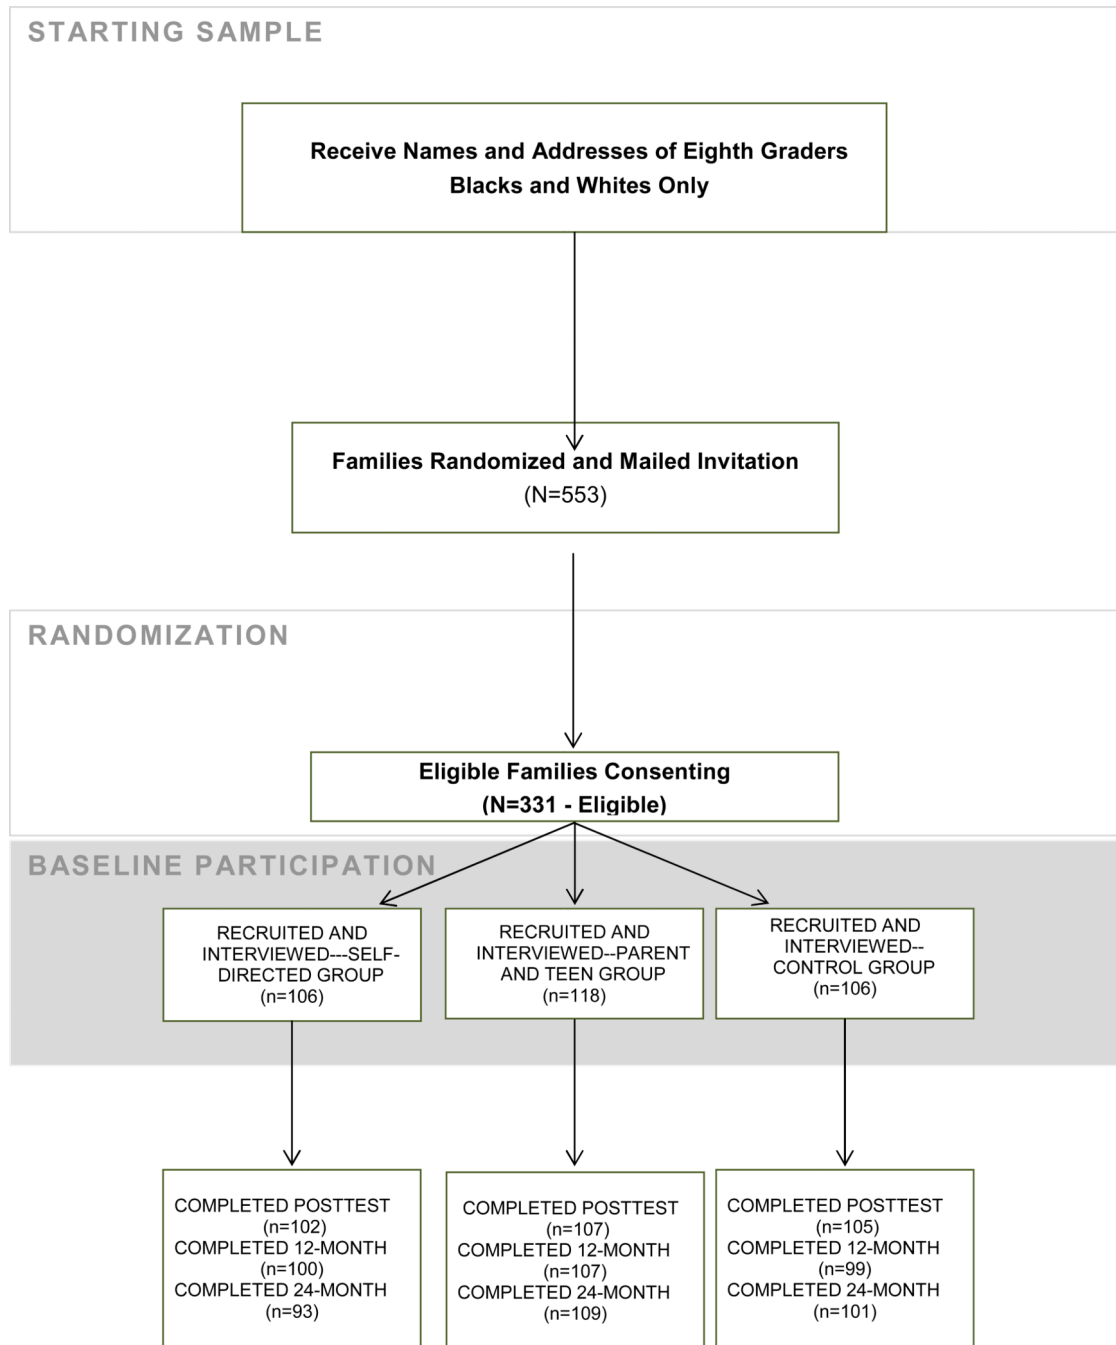 STARTING SAMPLE
Receive Names and Addresses of Eighth Graders
Blacks and Whites Only
Families Randomized and Mailed Invitation
(N=553)
RANDOMIZATION
Eligible Families Consenting
(N=331 - Eligible)
BASELINE PARTICIPATION
RECRUITED AND
INTERVIEWED---SELF-
DIRECTED GROUP
(n=106)
RECRUITED AND
INTERVIEWED--PARENT
AND TEEN GROUP
(n=118)
RECRUITED AND
INTERVIEWED--
CONTROL GROUP
(n=106)
COMPLETED POSTTEST
(n=102)
COMPLETED 12-MONTH
(n=100)
COMPLETED 24-MONTH
(n=93)
COMPLETED POSTTEST
(n=107)
COMPLETED 12-MONTH
(n=107)
COMPLETED 24-MONTH
(n=109)
COMPLETED POSTTEST
(n=105)
COMPLETED 12-MONTH
(n=99)
COMPLETED 24-MONTH
(n=101)